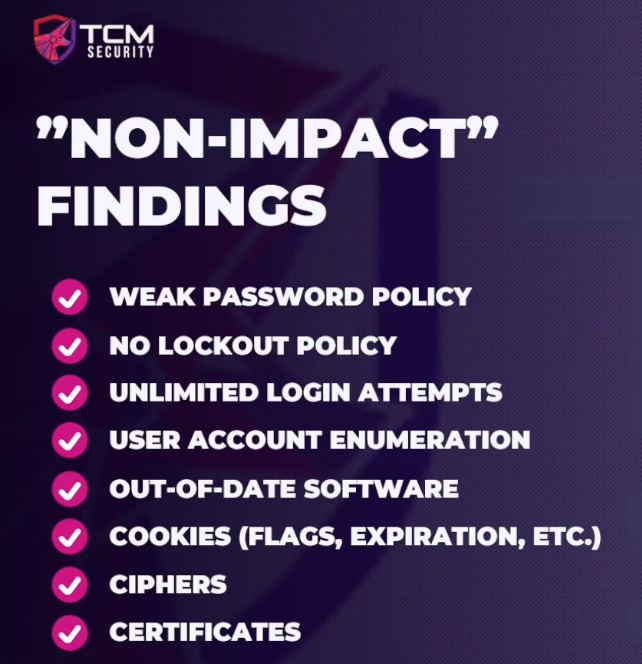 TCM
SECURITY
”NON-IMPACT”
FINDINGS
WEAK PASSWORD POLICY
NO LOCKOUT POLICY
UNLIMITED LOGIN ATTEMPTS
USER ACCOUNT ENUMERATION
OUT-OF-DATE SOFTWARE
COOKIES (FLAGS, EXPIRATION, ETC.)
CIPHERS
CERTIFICATES